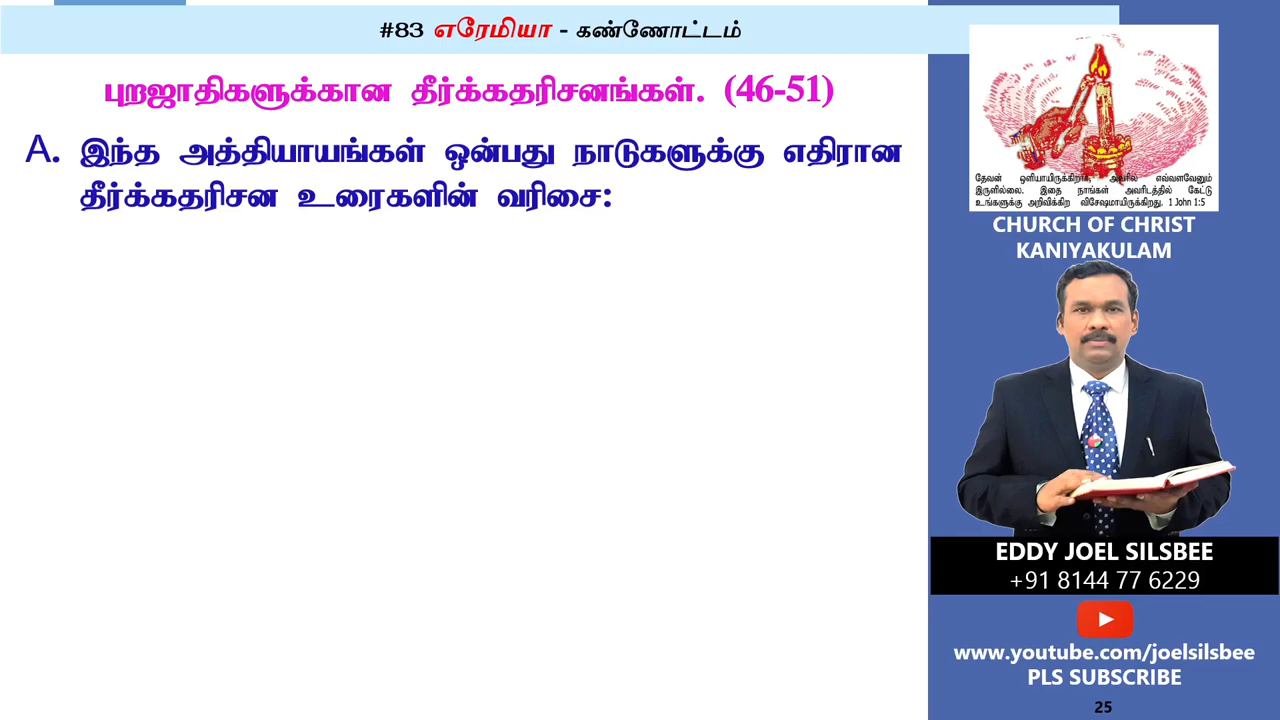 #83 எரேமியா - கண்ணோட்டம்
புறஜாதிகளுக்கான தீர்க்கதரிசனங்கள். (46-51)
A. இந்த அத்தியாயங்கள் ஒன்பது நாடுகளுக்கு எதிரான
தீர்க்கதரிசன உரைகளின் வரிசை:
தேவன் ஒளியாயிருக்கிறார், அவரில் எவ்வளவேனும்
இருளில்லை. இதை நாங்கள் அவரிடத்தில் கேட்டு
உங்களுக்கு அறிவிக்கிற விசேஷமாயிருக்கிறது. 1 John 1:5
CHURCH OF CHRIST
KANIYAKULAM
EDDY JOEL SILSBEE
+91 8144 77 6229
www.youtube.com/joelsilsbee
PLS SUBSCRIBE
25